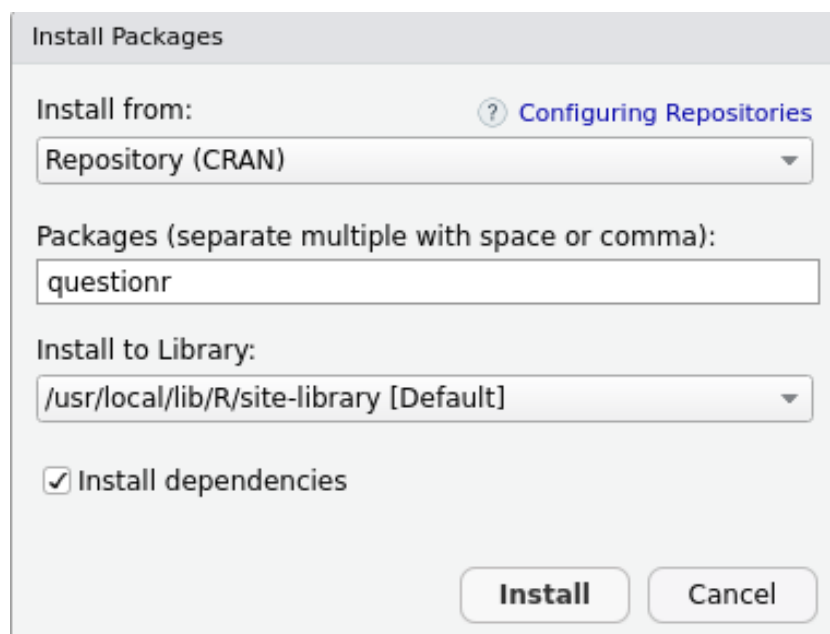 Install Packages
Install from:
? Configuring Repositories
Repository (CRAN)
Packages (separate multiple with space or comma):
questionr
Install to Library:
/usr/local/lib/R/site-library [Default]
Install dependencies
Install
Cancel